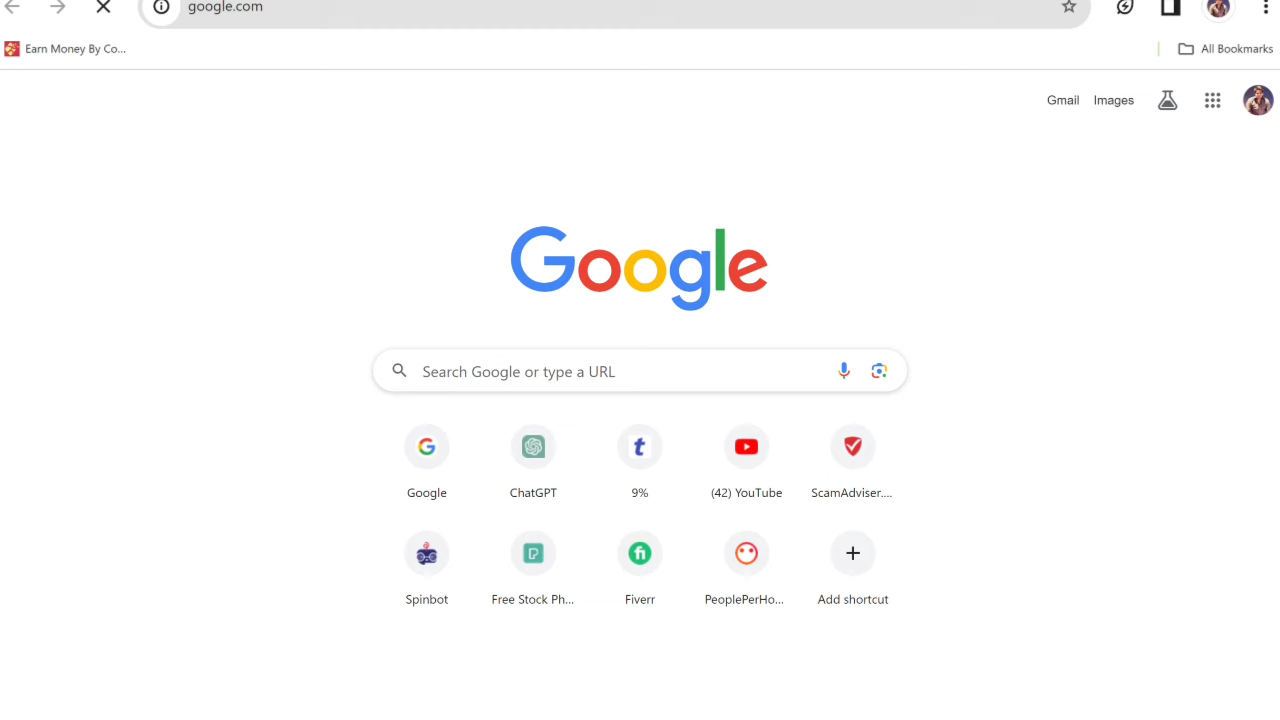 google.com
Earn Money By Co...
All Bookmarks
Gmail Images
Google
Search Google or type a URL
Google ChatGPT 9% (42) YouTube ScamAdviser....
Spinbot Free Stock Ph... Fiverr PeoplePerHo... Add shortcut